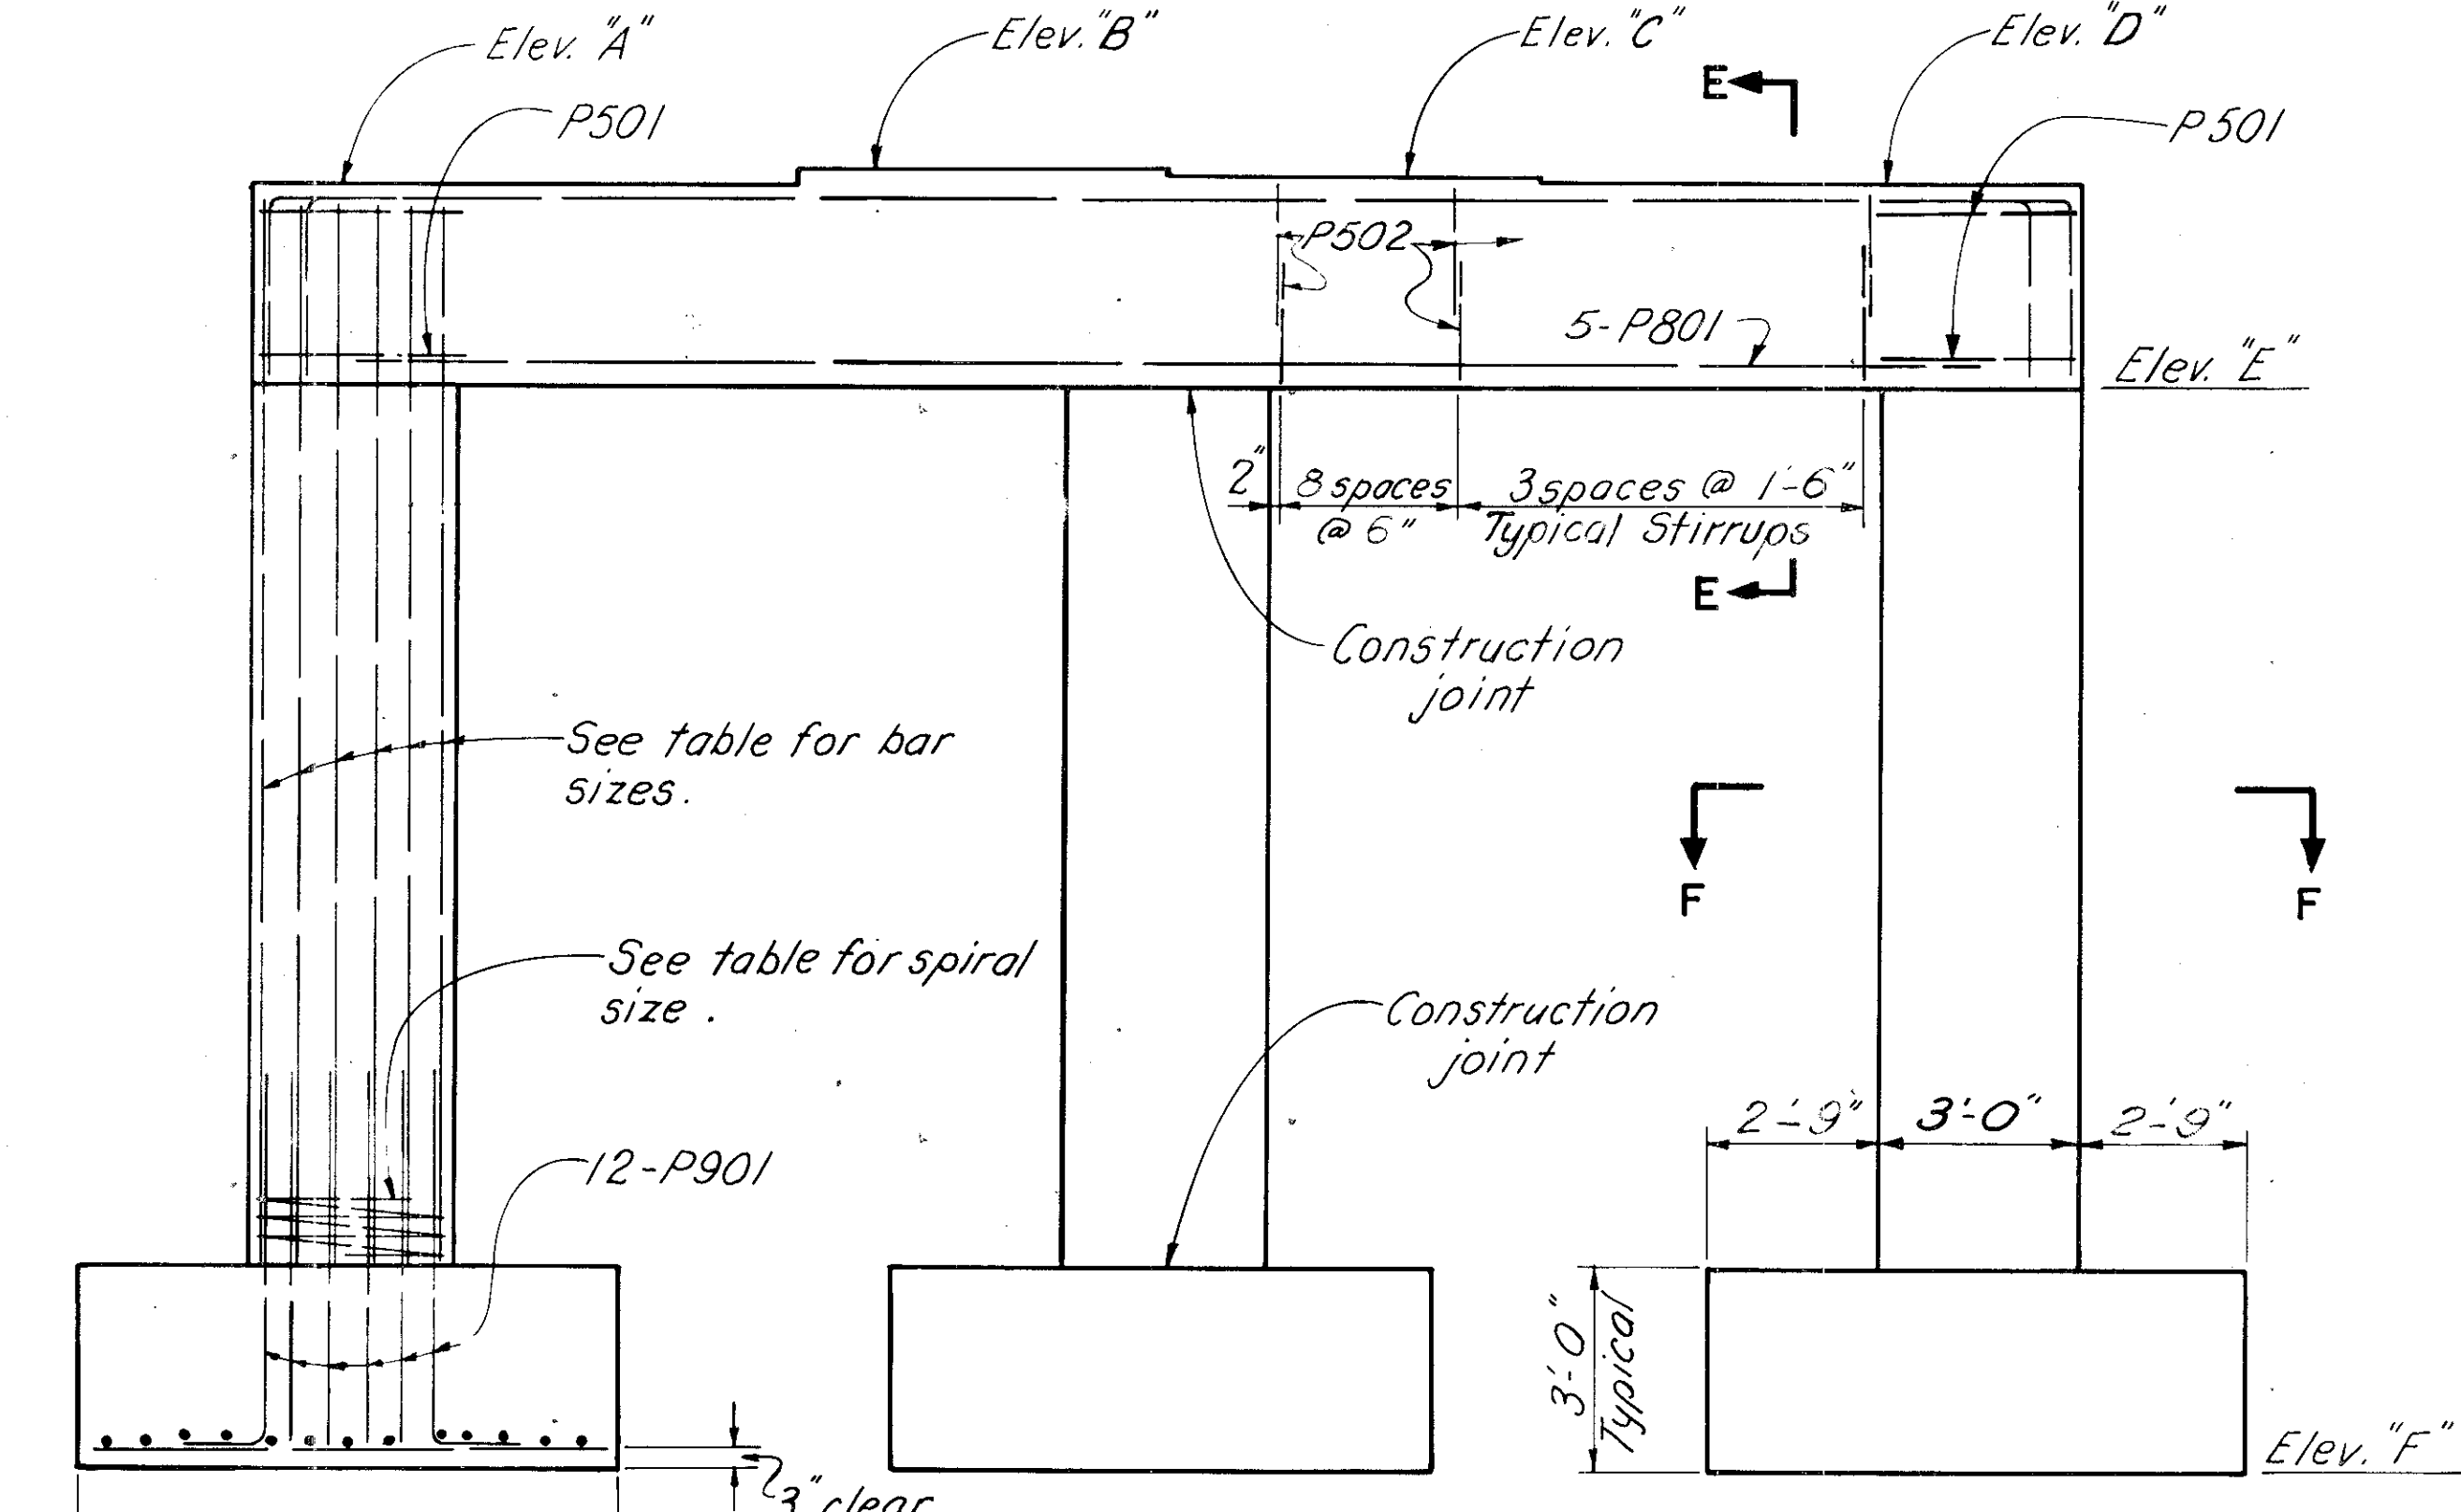 Elev. "A"
Elev. "B"
Elev. "C"
Elev. "D"
E
P501
P501
P502
5-P801
Elev. "E"
2"
8 spaces
@ 6"
3 spaces @ 1'-6"
Typical Stirrups
E
Construction
joint
See table for bar
sizes.
F
F
See table for spiral
size.
Construction
joint
2'-9"
3'-0"
2'-9"
12-P901
3'-0"
Typical
Elev. "F"
3" clear